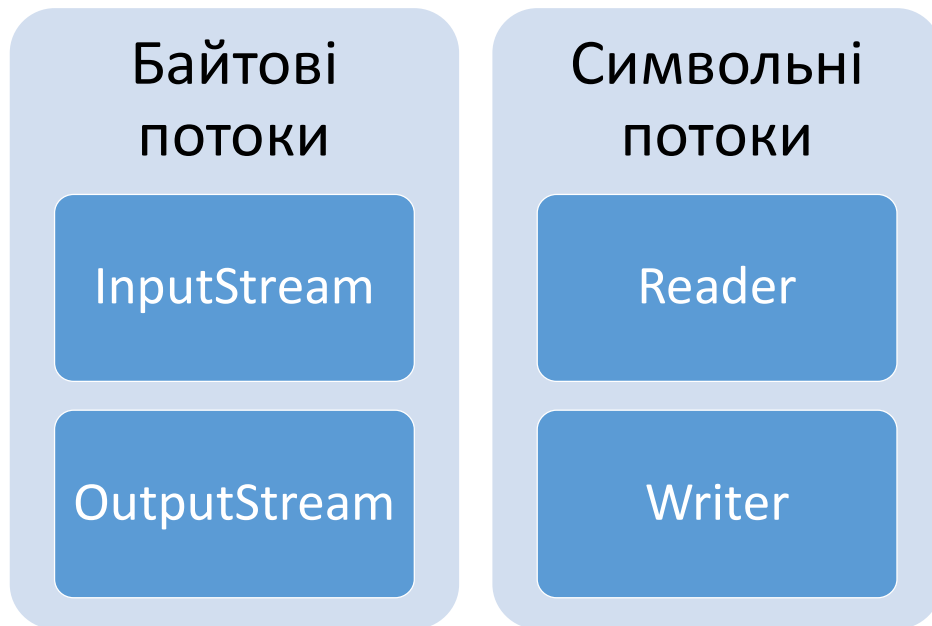 Байтові
потоки
InputStream
OutputStream
Символьні
потоки
Reader
Writer